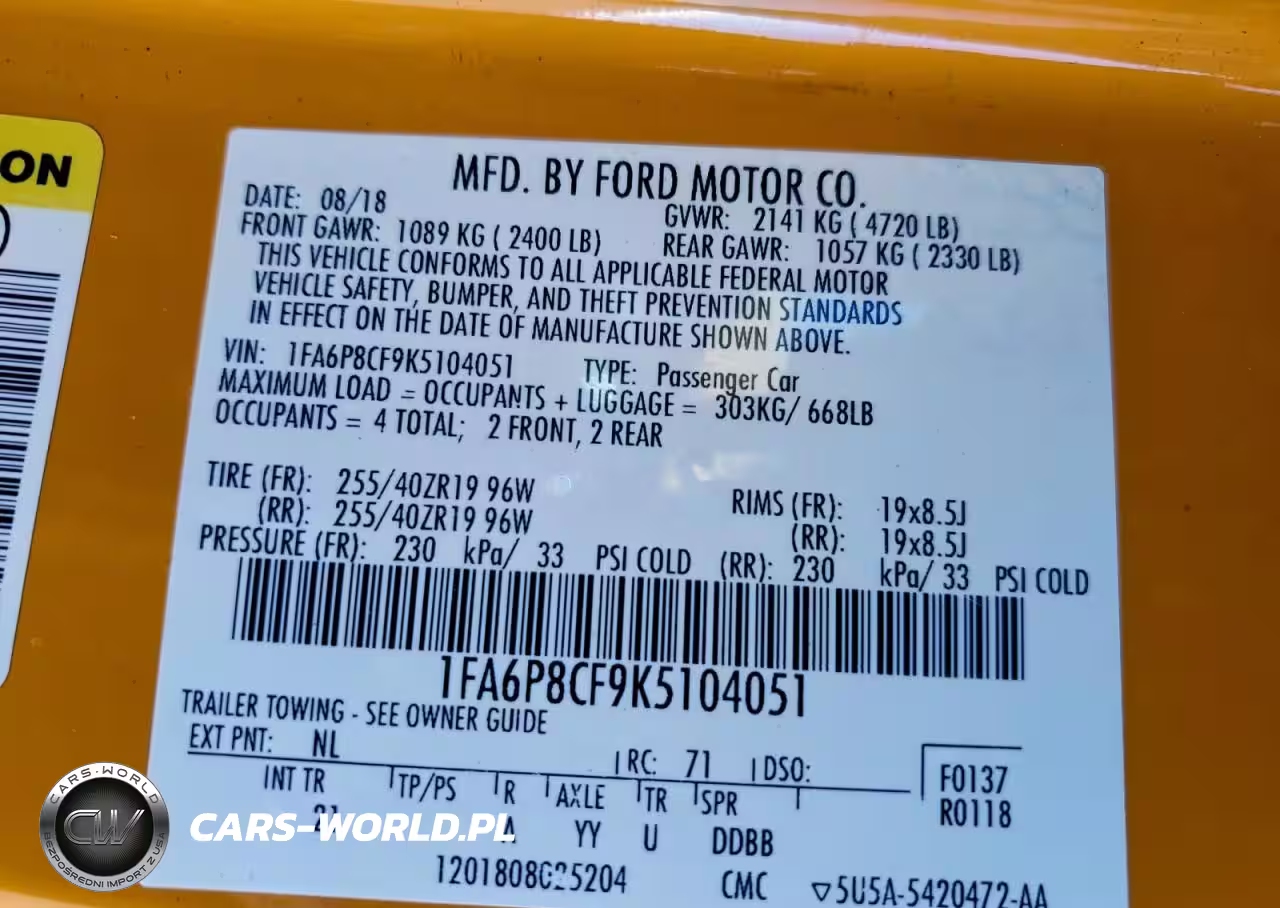 ON
MFD. BY FORD MOTOR CO.
DATE: 08/18 GVWR: 2141 KG ( 4720 LB)
FRONT GAWR: 1089 KG ( 2400 LB) REAR GAWR: 1057 KG ( 2330 LB)
THIS VEHICLE CONFORMS TO ALL APPLICABLE FEDERAL MOTOR
VEHICLE SAFETY, BUMPER, AND THEFT PREVENTION STANDARDS
IN EFFECT ON THE DATE OF MANUFACTURE SHOWN ABOVE.
VIN: 1FA6P8CF9K5104051 TYPE: Passenger Car
MAXIMUM LOAD = OCCUPANTS + LUGGAGE = 303KG/ 668LB
OCCUPANTS = 4 TOTAL; 2 FRONT, 2 REAR
TIRE (FR): 255/40ZR19 96W RIMS (FR): 19x8.5J
(RR): 255/40ZR19 96W (RR): 19x8.5J
PRESSURE (FR): 230 kPa/ 33 PSI COLD (RR): 230 kPa/ 33 PSI COLD
1FA6P8CF9K5104051
TRAILER TOWING - SEE OWNER GUIDE
EXT PNT: NL RC: 71 DSO:
F0137
R0118
INT TR TP/PS R AXLE TR SPR
YY U DDBB
CMC ▽5U5A-5420472-AA
CARS-WORLD
CW
BEZPOŚREDNI IMPORT Z USA
CARS-WORLD.PL